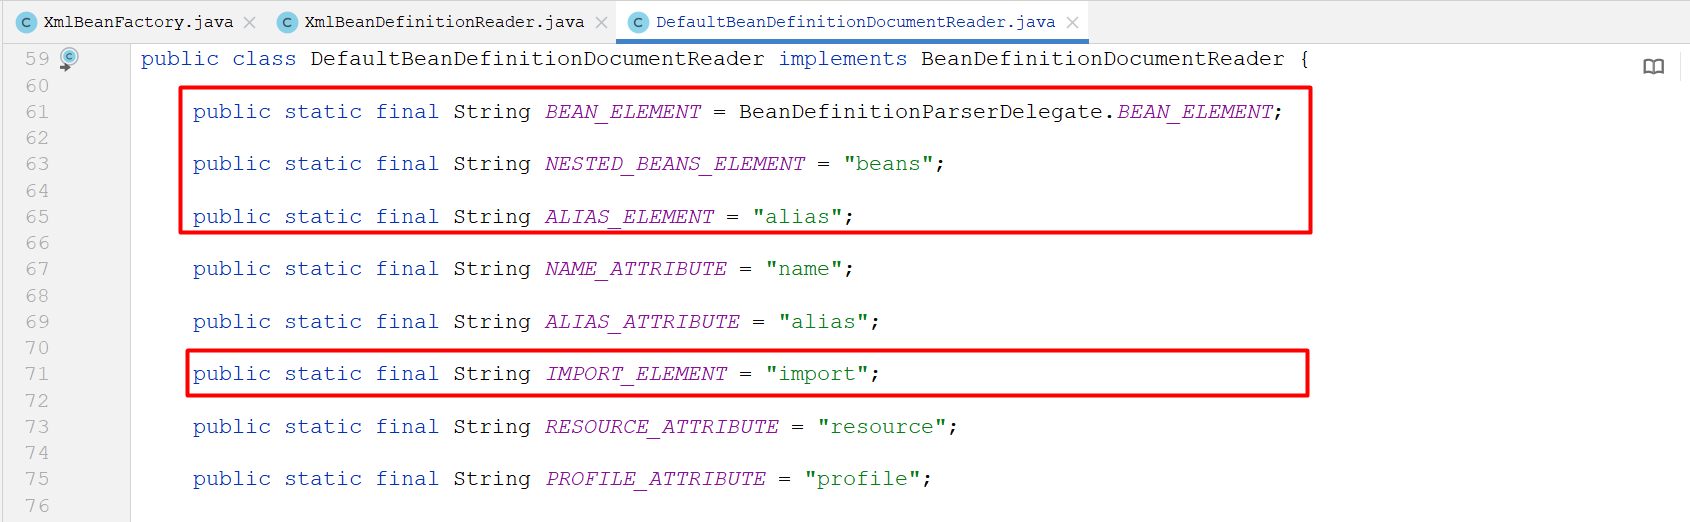 XmlBeanFactory.java XmlBeanDefinitionReader.java DefaultBeanDefinitionDocumentReader.java
59 public class DefaultBeanDefinitionDocumentReader implements BeanDefinitionDocumentReader {
60
61 public static final String BEAN_ELEMENT = BeanDefinitionParserDelegate.BEAN_ELEMENT;
62
63 public static final String NESTED_BEANS_ELEMENT = "beans";
64
65 public static final String ALIAS_ELEMENT = "alias";
66
67 public static final String NAME_ATTRIBUTE = "name";
68
69 public static final String ALIAS_ATTRIBUTE = "alias";
70
71 public static final String IMPORT_ELEMENT = "import";
72
73 public static final String RESOURCE_ATTRIBUTE = "resource";
74
75 public static final String PROFILE_ATTRIBUTE = "profile";
76